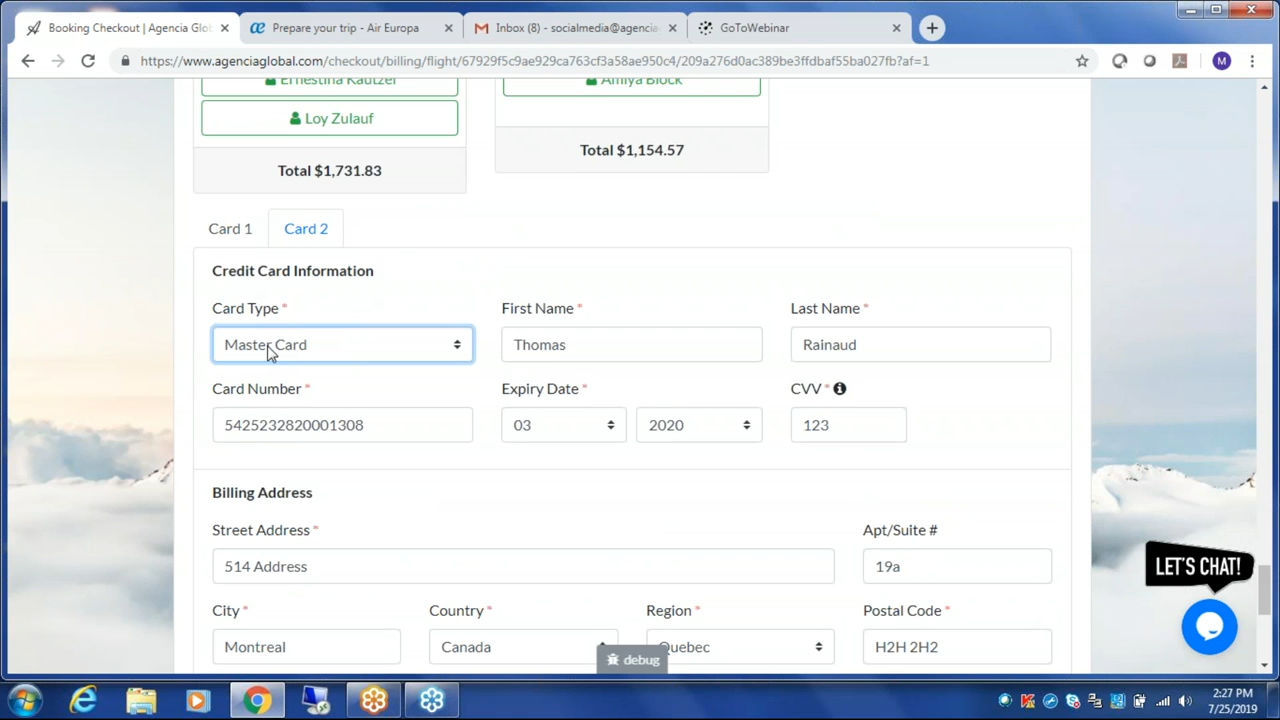 Booking Checkout | Agencia Glob
Prepare your trip - Air Europa
Inbox (8) - socialmedia@agencia
GoToWebinar
https://www.agenciaglobal.com/checkout/billing/flight/67929f5c9e929ca763cf3a58ae950c4/209a276d0ac389be3ffdbaf55ba027fb?af=1
M
Ernestina Kautzer
Amiya Block
Loy Zulauf
Total $1,731.83
Total $1,154.57
Card 1
Card 2
Credit Card Information
Card Type *
First Name *
Last Name *
Master Card
Thomas
Rainaud
Card Number *
Expiry Date *
CVV *
5425232820001308
03
2020
123
Billing Address
Street Address *
Apt/Suite #
514 Address
19a
LET'S CHAT!
City *
Country *
Region *
Postal Code *
Montreal
Canada
Quebec
H2H 2H2
debug
2:27 PM
7/25/2019